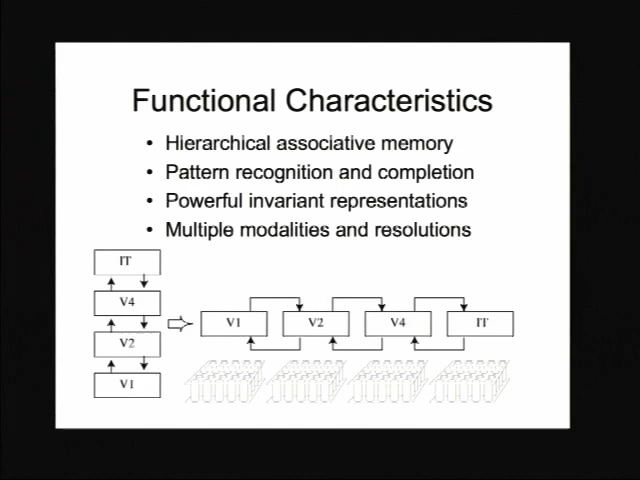 Functional Characteristics
• Hierarchical associative memory
• Pattern recognition and completion
• Powerful invariant representations
• Multiple modalities and resolutions
IT
V4
V2
V1
V1 V2 V4 IT